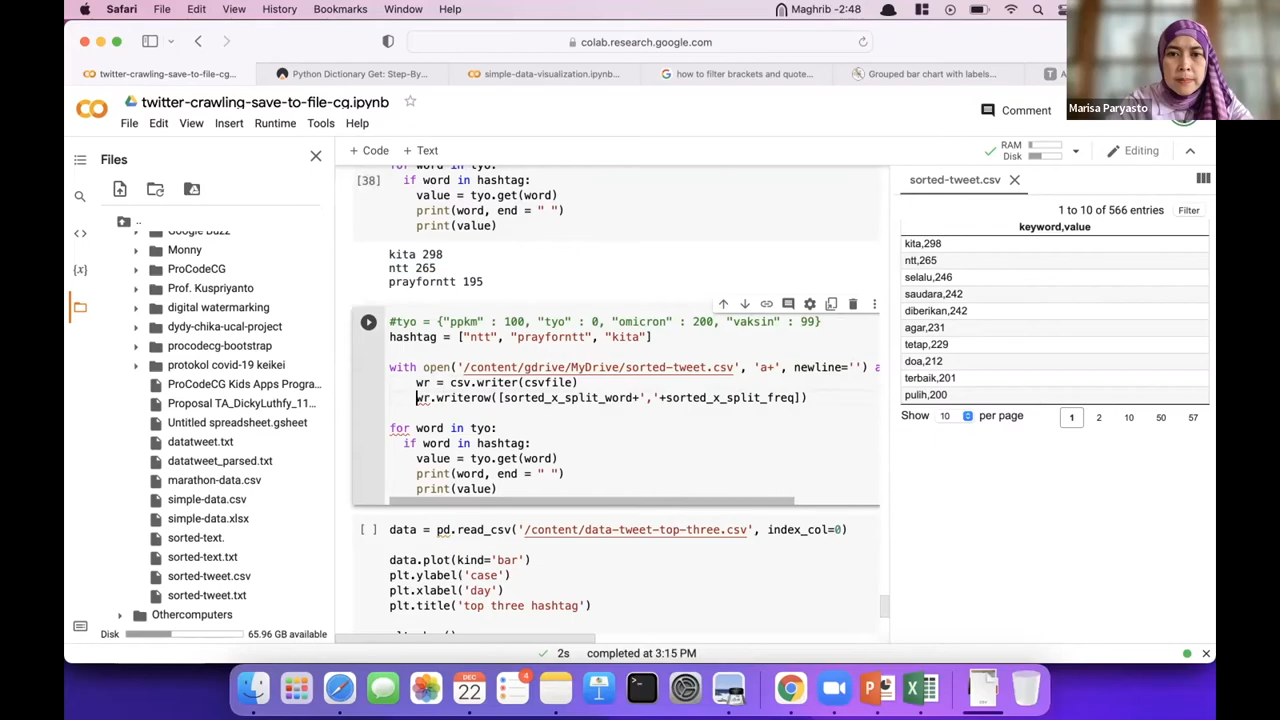 Safari File Edit View History Bookmarks Window Help Maghrib -2:48
colab.research.google.com
twitter-crawling-save-to-file-cg... Python Dictionary Get: Step-By... simple-data-visualization.ipynb... how to filter brackets and quote... Grouped bar chart with labels...
Marisa Paryasto
twitter-crawling-save-to-file-cg.ipynb
File Edit View Insert Runtime Tools Help
Comment
Files
+ Code + Text
RAM
Disk
Editing
..
Google Buzz
Monny
ProCodeCG
Prof. Kuspriyanto
digital watermarking
dydy-chika-ucal-project
procodecg-bootstrap
protokol covid-19 keikei
ProCodeCG Kids Apps Progra...
Proposal TA_DickyLuthfy_11...
Untitled spreadsheet.gsheet
datatweet.txt
datatweet_parsed.txt
marathon-data.csv
simple-data.csv
simple-data.xlsx
sorted-text.
sorted-text.txt
sorted-tweet.csv
sorted-tweet.txt
Othercomputers
Disk 65.96 GB available
for word in tyo:
[38] if word in hashtag:
value = tyo.get(word)
print(word, end = " ")
print(value)
kita 298
ntt 265
prayforntt 195
#tyo = {"ppkm" : 100, "tyo" : 0, "omicron" : 200, "vaksin" : 99}
hashtag = ["ntt", "prayforntt", "kita"]
with open('/content/gdrive/MyDrive/sorted-tweet.csv', 'a+', newline='') a
wr = csv.writer(csvfile)
wr.writerow([sorted_x_split_word+','+sorted_x_split_freq])
for word in tyo:
if word in hashtag:
value = tyo.get(word)
print(word, end = " ")
print(value)
[ ] data = pd.read_csv('/content/data-tweet-top-three.csv', index_col=0)
data.plot(kind='bar')
plt.ylabel('case')
plt.xlabel('day')
plt.title('top three hashtag')
sorted-tweet.csv
1 to 10 of 566 entries Filter
keyword,value
kita,298
ntt,265
selalu,246
saudara,242
diberikan,242
agar,231
tetap,229
doa,212
terbaik,201
pulih,200
Show 10 per page 1 2 10 50 57
2s completed at 3:15 PM
DEC
22
4